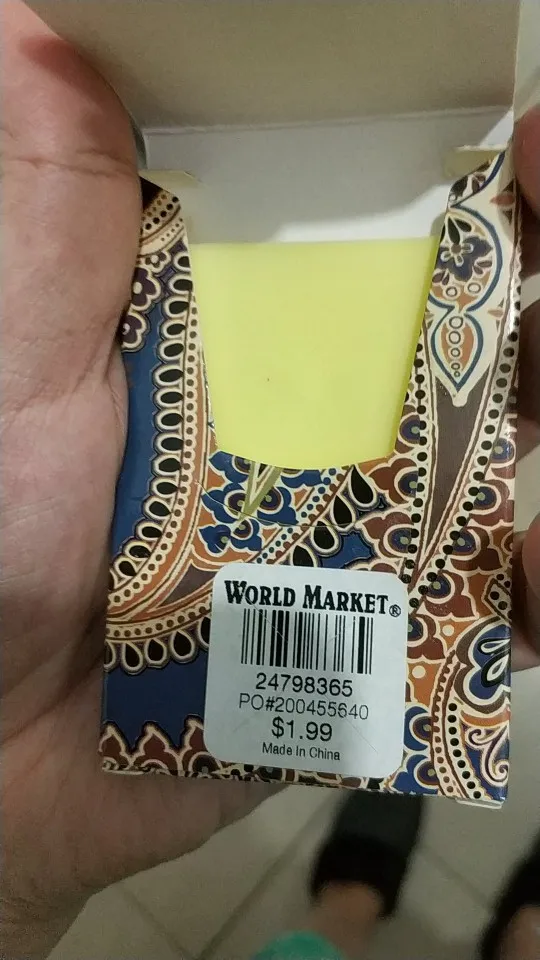 WORLD MARKET®
24798365
PO#200455640
$1.99
Made In China